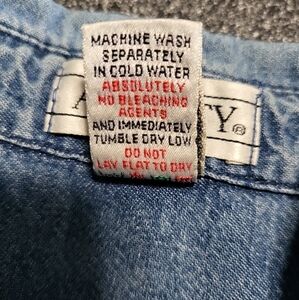 MACHINE WASH
SEPARATELY
IN COLD WATER
ABSOLUTELY
NO BLEACHING
AGENTS
AND IMMEDIATELY
TUMBLE DRY LOW
DO NOT
LAY FLAT TO DRY